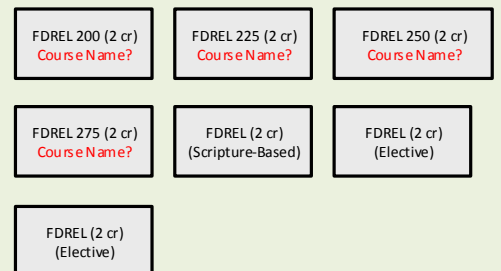 FDREL 200 (2 cr)
Course Name?
FDREL 225 (2 cr)
Course Name?
FDREL 250 (2 cr)
Course Name?
FDREL 275 (2 cr)
Course Name?
FDREL (2 cr)
(Scripture-Based)
FDREL (2 cr)
(Elective)
FDREL (2 cr)
(Elective)